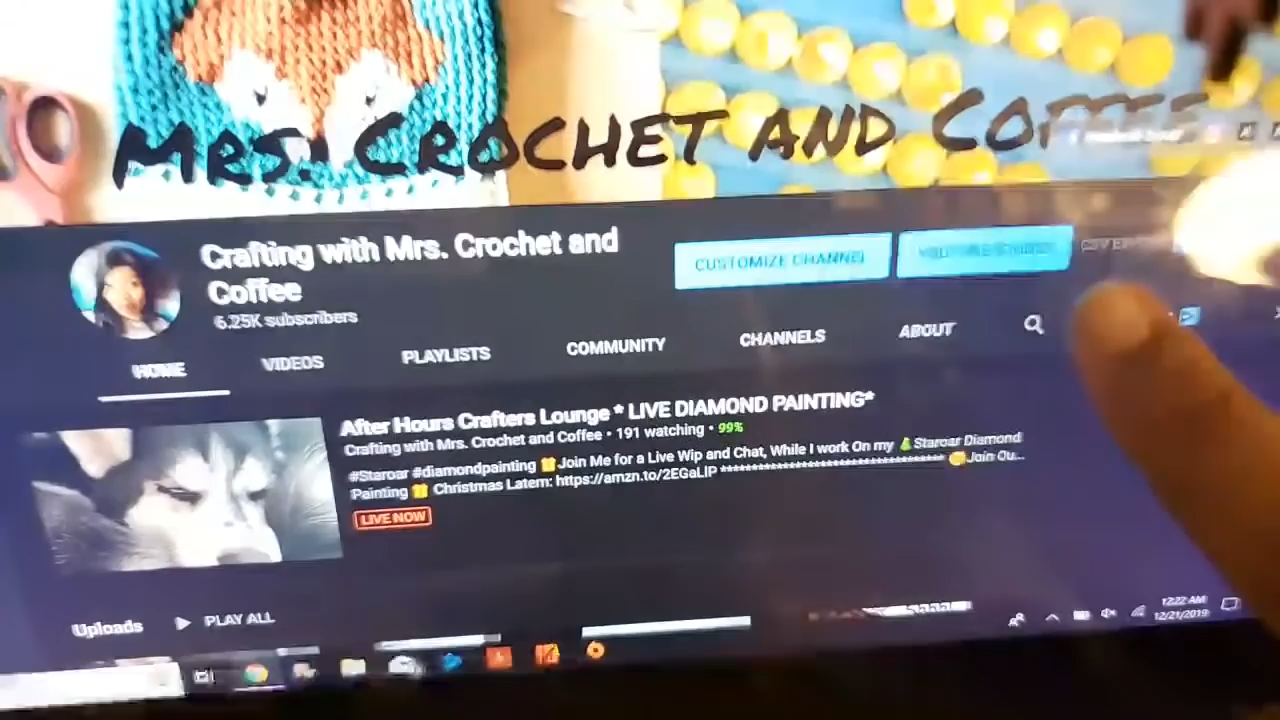 MRS. CROCHET AND COFFEE
Crafting with Mrs. Crochet and
Coffee
6.25K subscribers
CUSTOMIZE CHANNEL
HOME
VIDEOS
PLAYLISTS
COMMUNITY
CHANNELS
ABOUT
After Hours Crafters Lounge * LIVE DIAMOND PAINTING*
Crafting with Mrs. Crochet and Coffee • 191 watching • 99%
#Staroar #diamondpainting 🎁Join Me for a Live Wip and Chat, While I work On my 🎄Staroar Diamond
Painting 🎁 Christmas Latern: https://amzn.to/2EGaLIP ************************************** Join Ou...
LIVE NOW
Uploads
PLAY ALL
12:22 AM
12/21/2019